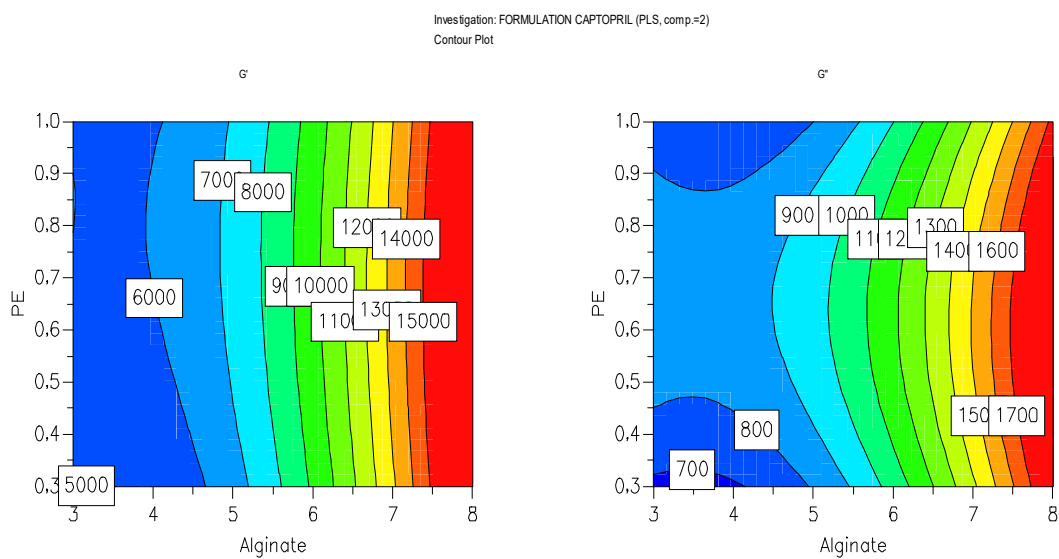 Investigation: FORMULATION CAPTOPRIL (PLS, comp.=2)
Contour Plot
G'
1,0
0,9
0,8
0,7
0,6
0,5
0,4
0,3
PE
7000
8000
14000
6000
10000
15000
5000
3 4 5 6 7 8
Alginate
G"
1,0
0,9
0,8
0,7
0,6
0,5
0,4
0,3
PE
900
1300
1600
800
1700
700
3 4 5 6 7 8
Alginate